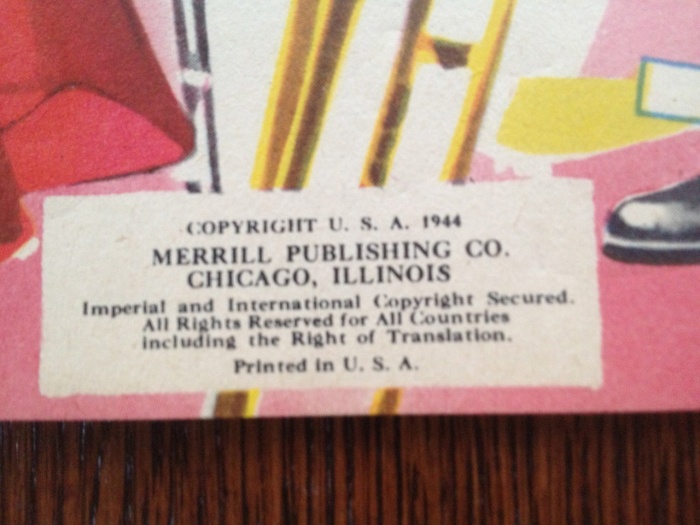 COPYRIGHT U. S. A. 1944
MERRILL PUBLISHING CO.
CHICAGO, ILLINOIS
Imperial and International Copyright Secured.
All Rights Reserved for All Countries
including the Right of Translation.
Printed in U. S. A.